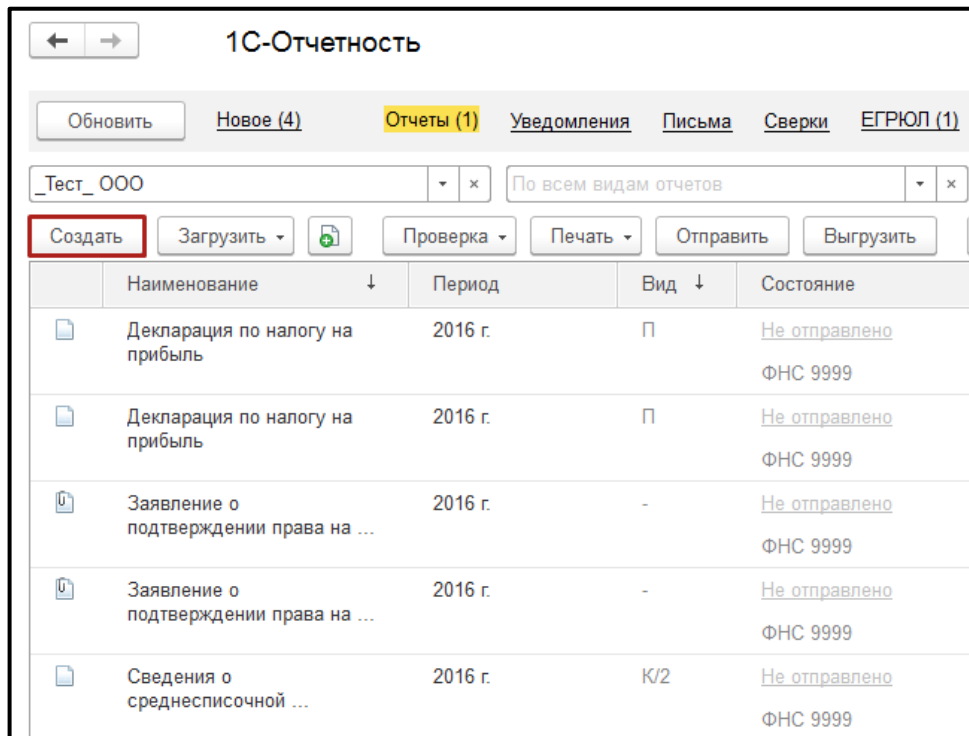 1С-Отчетность
Обновить Новое (4) Отчеты (1) Уведомления Письма Сверки ЕГРЮЛ (1)
_Тест_ ООО По всем видам отчетов
Создать Загрузить Проверка Печать Отправить Выгрузить
Наименование Период Вид Состояние
Декларация по налогу на 2016 г. П Не отправлено
прибыль
ФНС 9999
Декларация по налогу на 2016 г. П Не отправлено
прибыль
ФНС 9999
Заявление о 2016 г. - Не отправлено
подтверждении права на ...
ФНС 9999
Заявление о 2016 г. - Не отправлено
подтверждении права на ...
ФНС 9999
Сведения о 2016 г. К/2 Не отправлено
среднесписочной ...
ФНС 9999